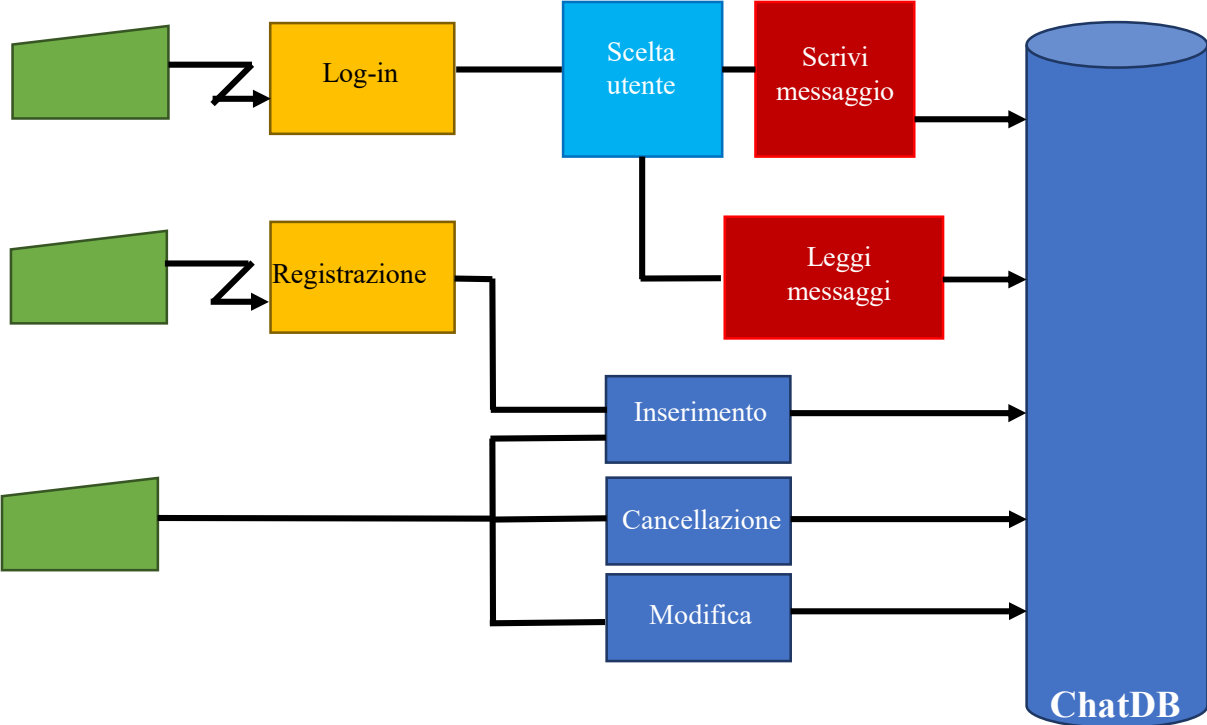 Log-in
Scelta
utente
Scrivi
messaggio
Registrazione
Leggi
messaggi
Inserimento
Cancellazione
Modifica
ChatDB